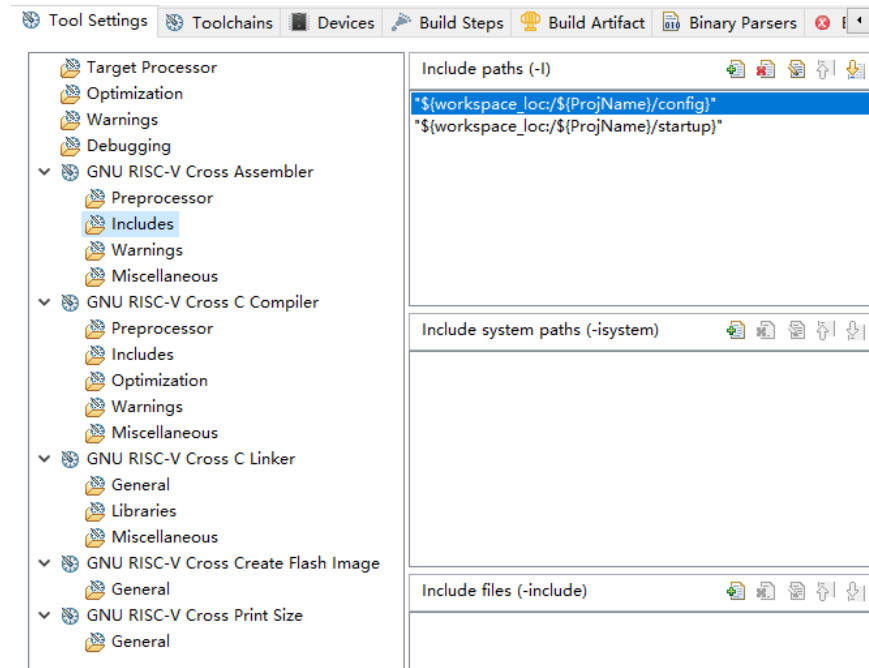 Tool Settings Toolchains Devices Build Steps Build Artifact Binary Parsers
Target Processor
Optimization
Warnings
Debugging
GNU RISC-V Cross Assembler
Preprocessor
Includes
Warnings
Miscellaneous
GNU RISC-V Cross C Compiler
Preprocessor
Includes
Optimization
Warnings
Miscellaneous
GNU RISC-V Cross C Linker
General
Libraries
Miscellaneous
GNU RISC-V Cross Create Flash Image
General
GNU RISC-V Cross Print Size
General
Include paths (-I)
"${workspace_loc:/${ProjName}/config}"
"${workspace_loc:/${ProjName}/startup}"
Include system paths (-isystem)
Include files (-include)